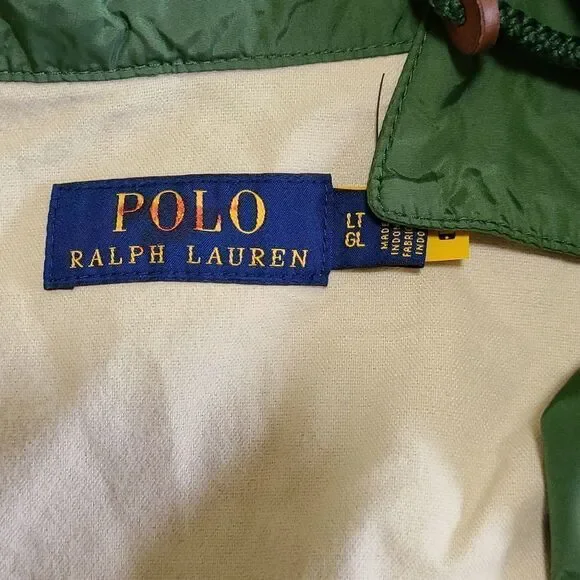 POLO
RALPH LAUREN
LT
GL
MADE
INDO
FABRI
INDO